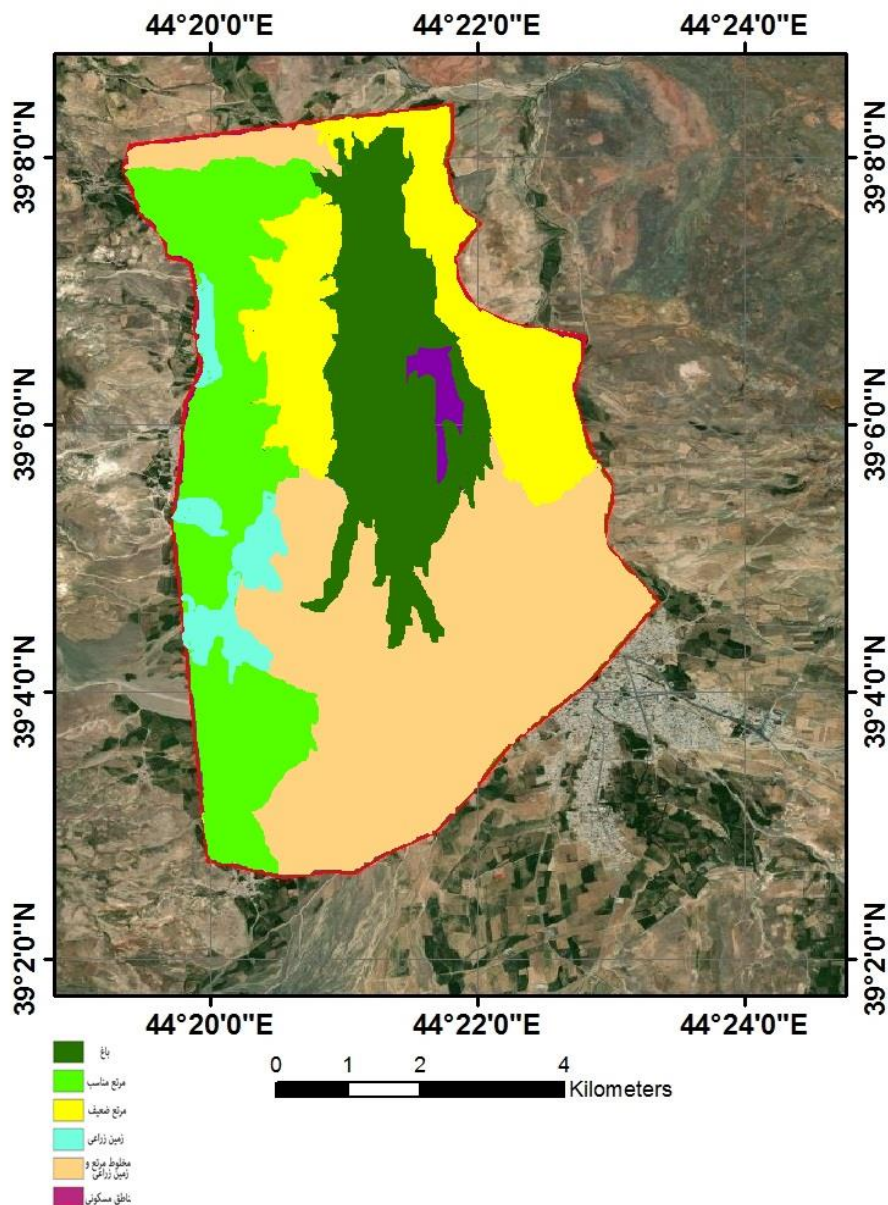 44°20'0"E 44°22'0"E 44°24'0"E
39°8'0"N 39°8'0"N
39°6'0"N 39°6'0"N
39°4'0"N 39°4'0"N
39°2'0"N 39°2'0"N
44°20'0"E 44°22'0"E 44°24'0"E
باغ
مرتع مناسب
مرتع ضعیف
زمین زراعی
مخلوط مرتع و
زمین زراعی
ناطق مسکونی
0 1 2 4
Kilometers